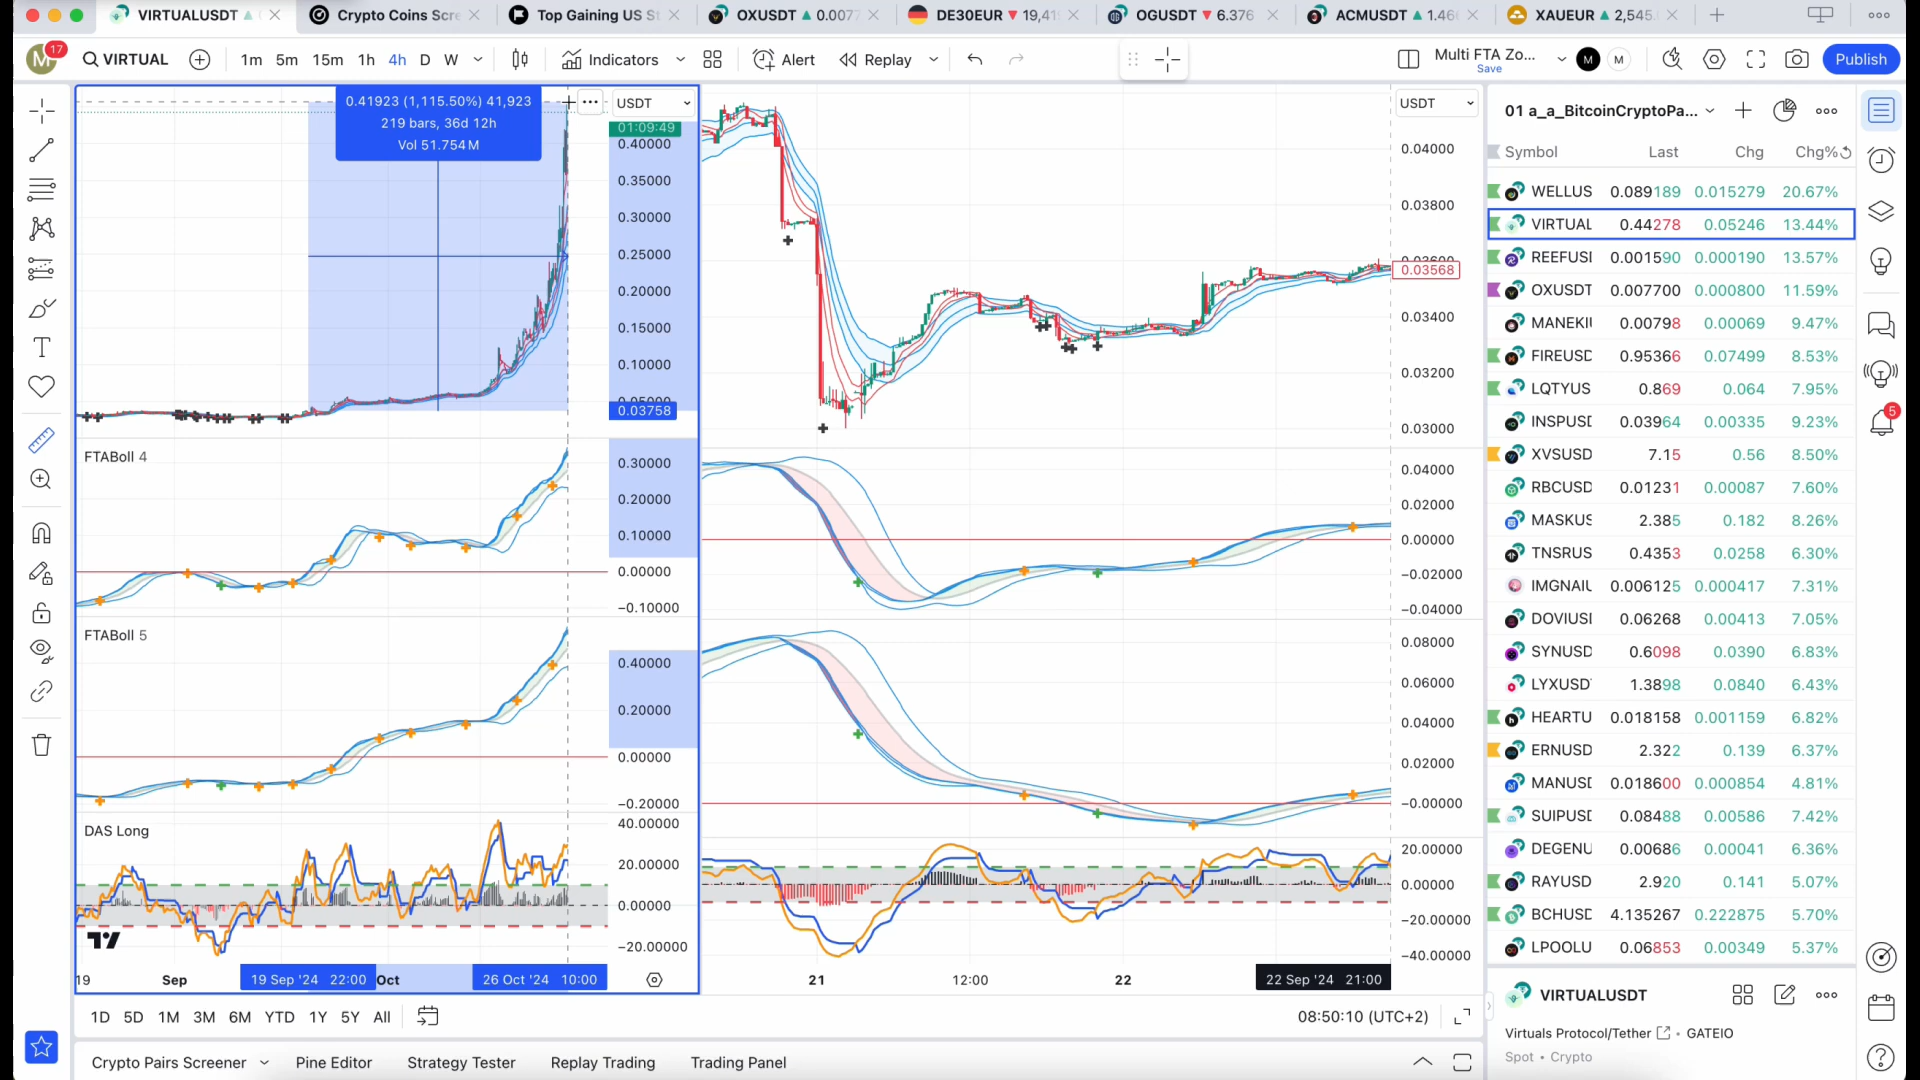 VIRTUALUSDT
Crypto Coins Scre
Top Gaining US St
OXUSDT 0.0077
DE30EUR 19,41
OGUSDT 6.376
ACMUSDT 1.46
XAUEUR 2,545.
M 17
VIRTUAL
1m 5m 15m 1h 4h D W
Indicators
Alert
Replay
Multi FTA Zo...
Save
M M
Publish
0.41923 (1,115.50%) 41,923
219 bars, 36d 12h
Vol 51.754M
USDT
01:09:49
0.40000
0.35000
0.30000
0.25000
0.20000
0.15000
0.10000
0.05000
0.03758
FTABoll 4
0.30000
0.20000
0.10000
0.00000
−0.10000
FTABoll 5
0.40000
0.20000
0.00000
−0.20000
DAS Long
40.00000
20.00000
0.00000
−20.00000
19 Sep 19 Sep '24 22:00 Oct 26 Oct '24 10:00
USDT
0.04000
0.03800
0.03600
0.03568
0.03400
0.03200
0.03000
0.04000
0.02000
0.00000
−0.02000
−0.04000
0.08000
0.06000
0.04000
0.02000
−0.00000
20.00000
0.00000
−20.00000
−40.00000
21 12:00 22 22 Sep '24 21:00
1D 5D 1M 3M 6M YTD 1Y 5Y All
08:50:10 (UTC+2)
Crypto Pairs Screener Pine Editor Strategy Tester Replay Trading Trading Panel
01 a_a_BitcoinCryptoPa...
Symbol Last Chg Chg%
WELLUS 0.089189 0.015279 20.67%
VIRTUAL 0.44278 0.05246 13.44%
REEFUSI 0.001590 0.000190 13.57%
OXUSDT 0.007700 0.000800 11.59%
MANEKII 0.00798 0.00069 9.47%
FIREUSD 0.95366 0.07499 8.53%
LQTYUS 0.869 0.064 7.95%
INSPUSD 0.03964 0.00335 9.23%
XVSUSD 7.15 0.56 8.50%
RBCUSD 0.01231 0.00087 7.60%
MASKUS 2.385 0.182 8.26%
TNSRUS 0.4353 0.0258 6.30%
IMGNAIL 0.006125 0.000417 7.31%
DOVIUSI 0.06268 0.00413 7.05%
SYNUSD 0.6098 0.0390 6.83%
LYXUSD 1.3898 0.0840 6.43%
HEARTU 0.018158 0.001159 6.82%
ERNUSD 2.322 0.139 6.37%
MANUSD 0.018600 0.000854 4.81%
SUIPUSD 0.08488 0.00586 7.42%
DEGENU 0.00686 0.00041 6.36%
RAYUSD 2.920 0.141 5.07%
BCHUSD 4.135267 0.222875 5.70%
LPOOLU 0.06853 0.00349 5.37%
VIRTUALUSDT
Virtuals Protocol/Tether • GATEIO
Spot • Crypto
5